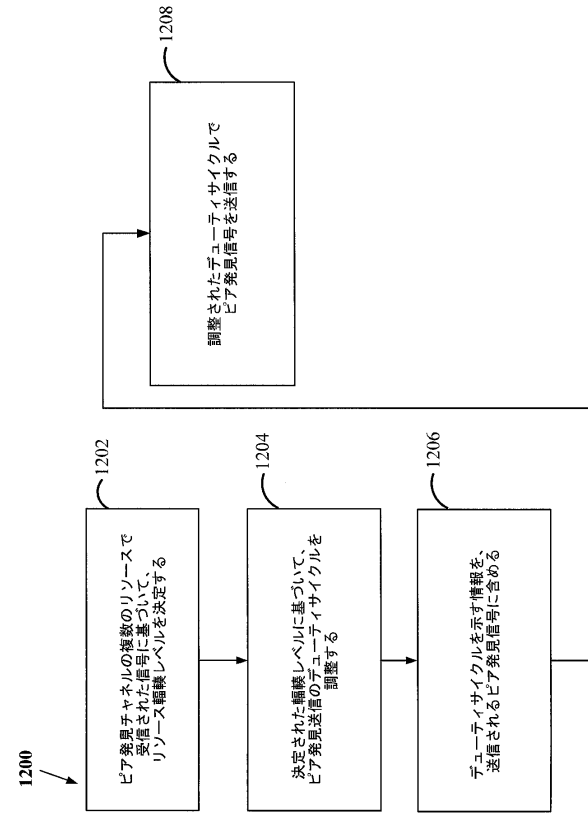 1200
1202
ピア発見チャネルの複数のリソースで
受信された信号に基づいて、
リソース輻輳レベルを決定する
1204
決定された輻輳レベルに基づいて、
ピア発見送信のデューティサイクルを
調整する
1206
デューティサイクルを示す情報を、
送信されるピア発見信号に含める
1208
調整されたデューティサイクルで
ピア発見信号を送信する